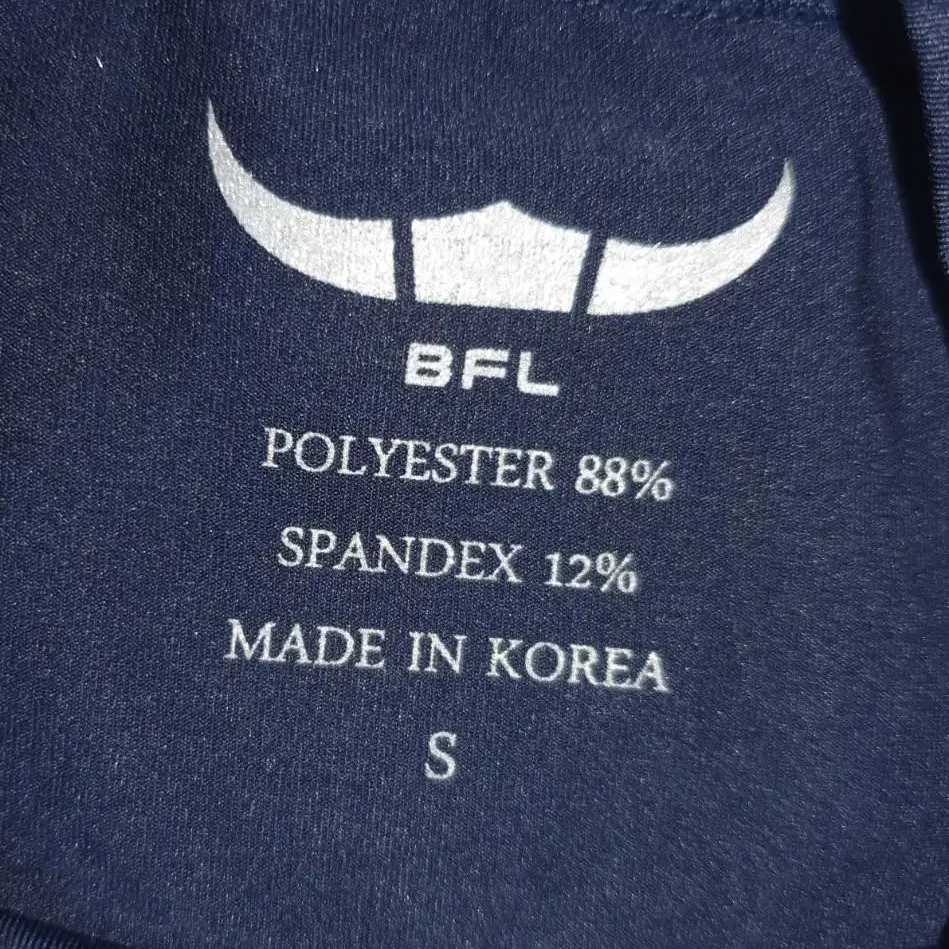 BFL
POLYESTER 88%
SPANDEX 12%
MADE IN KOREA
S